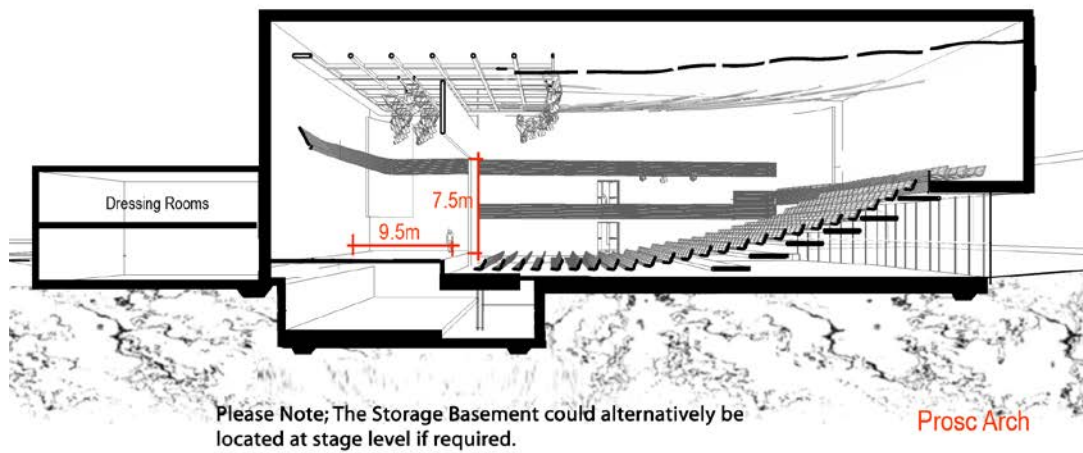 Dressing Rooms
7.5m
9.5m
Please Note; The Storage Basement could alternatively be
located at stage level if required.
Prosc Arch